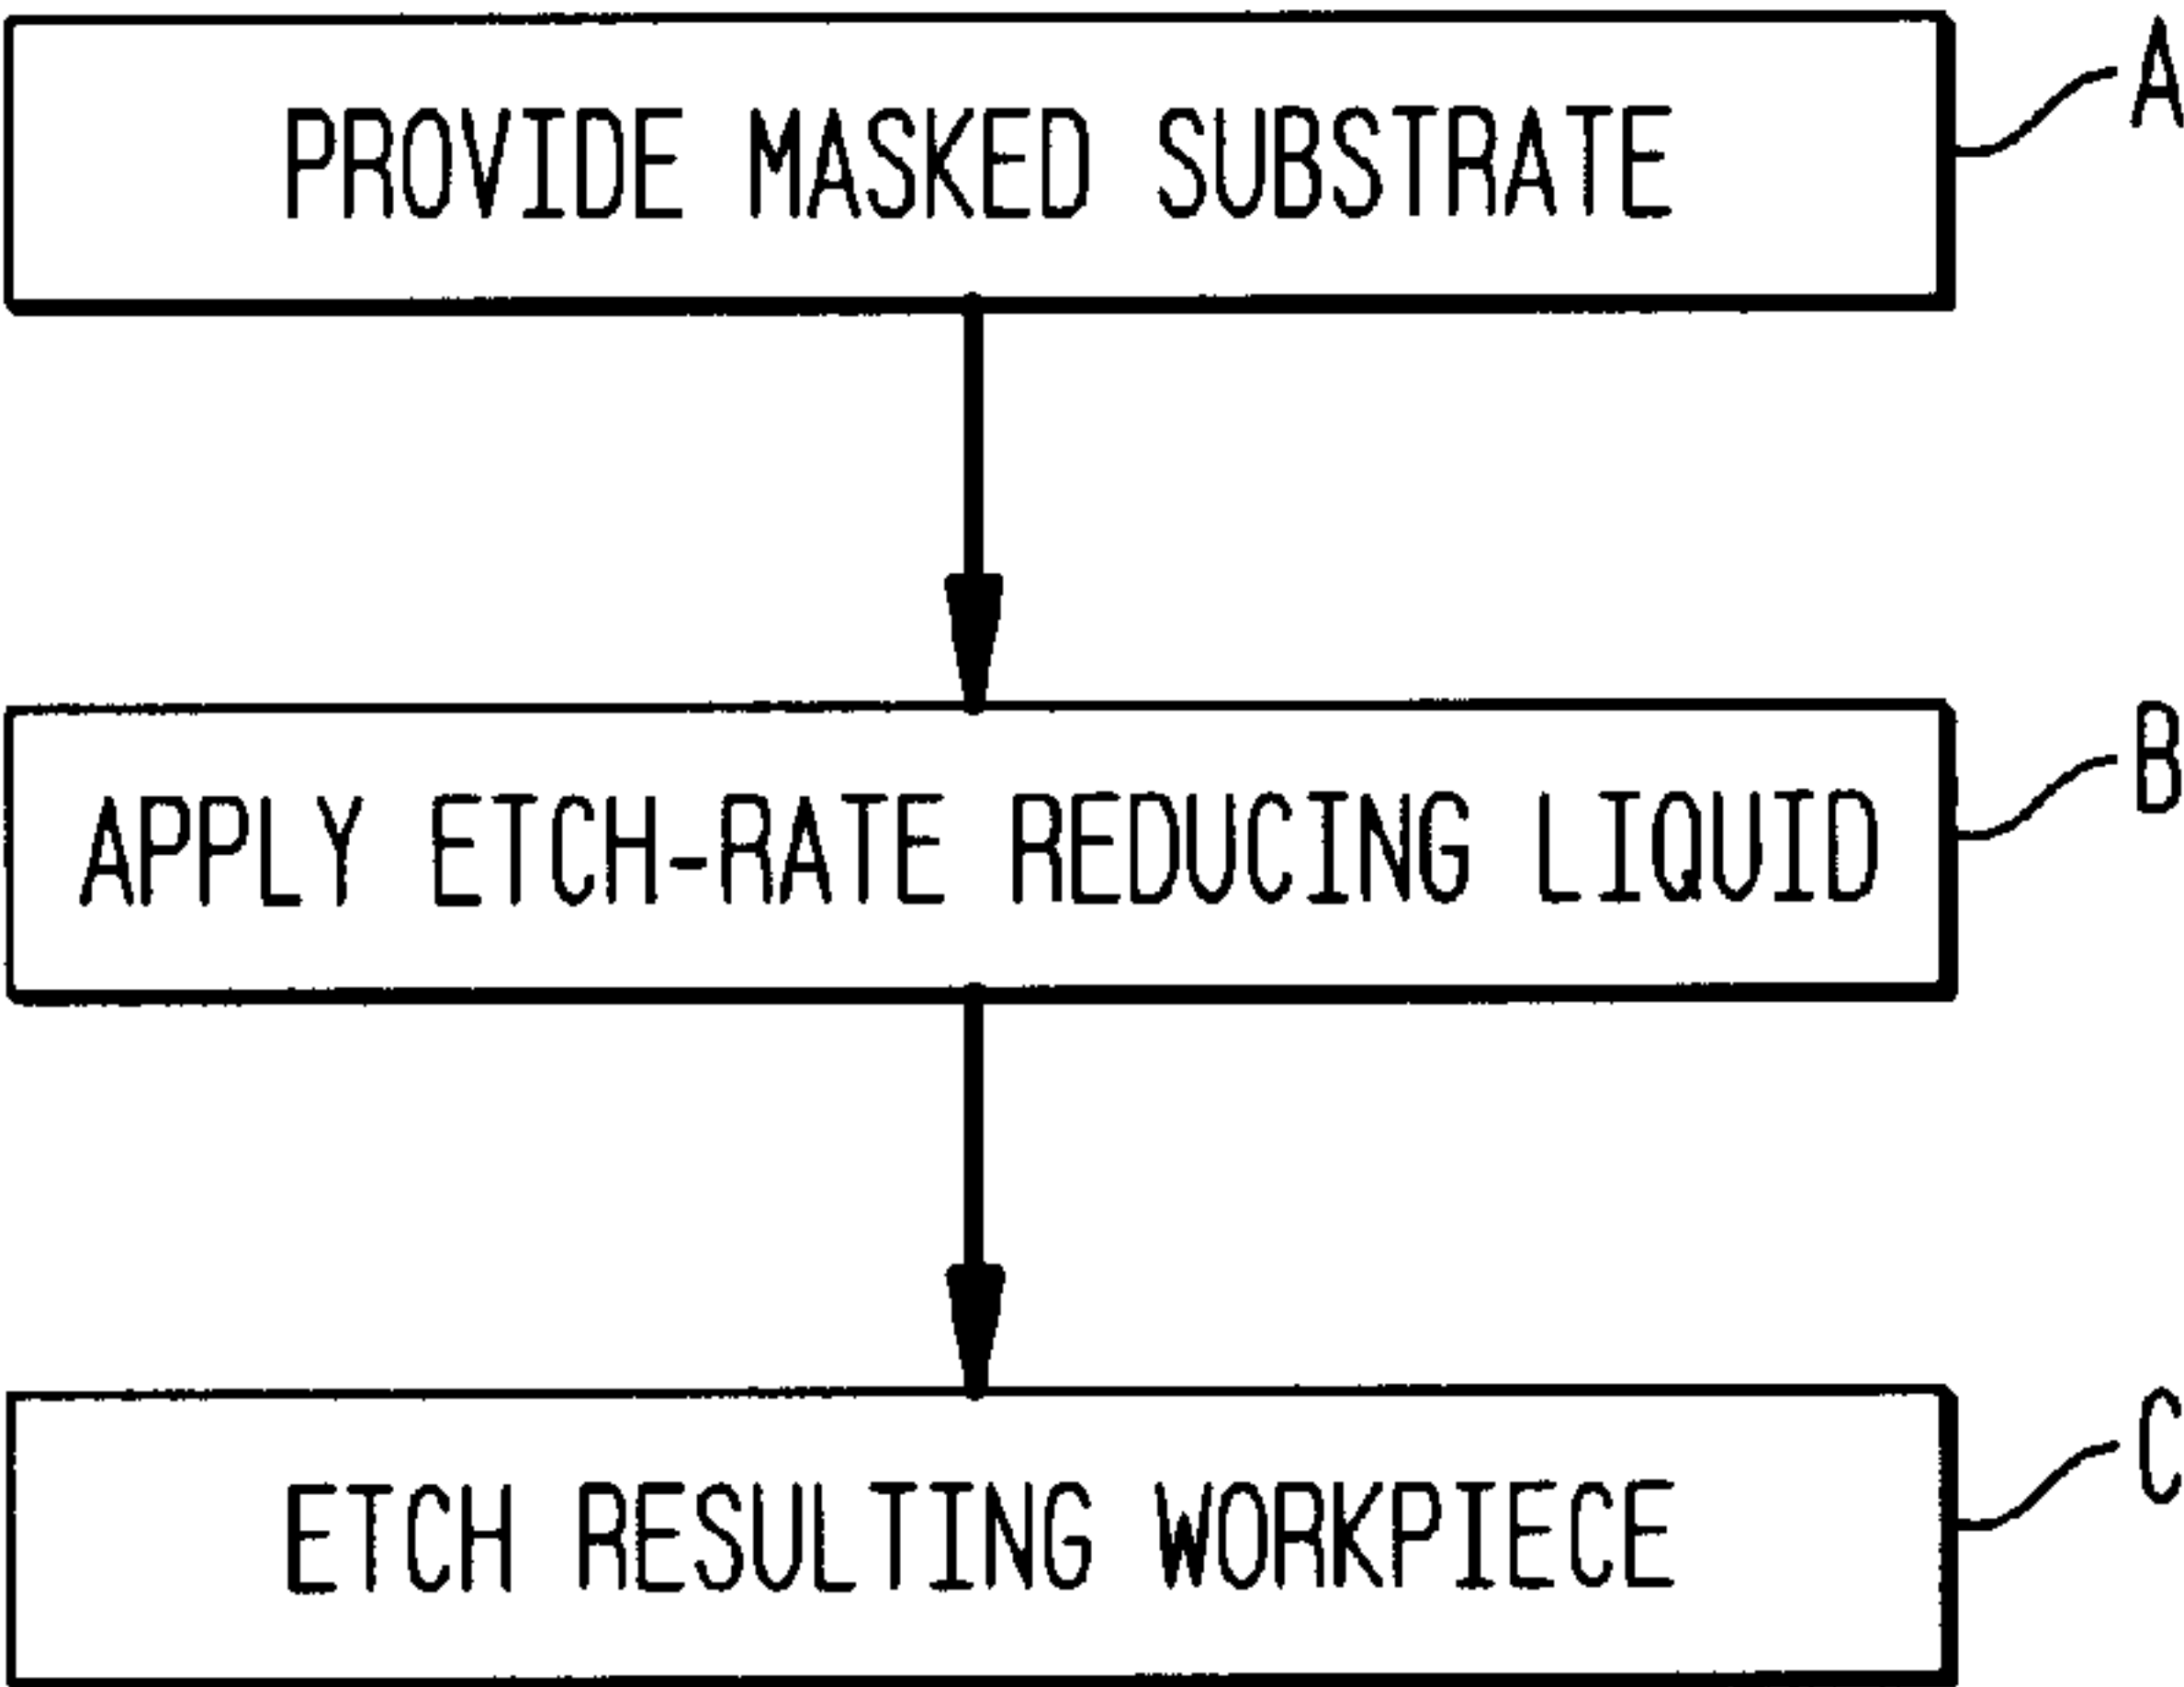 PROVIDE MASKED SUBSTRATE
A
APPLY ETCH-RATE REDUCING LIQUID
B
ETCH RESULTING WORKPIECE
C